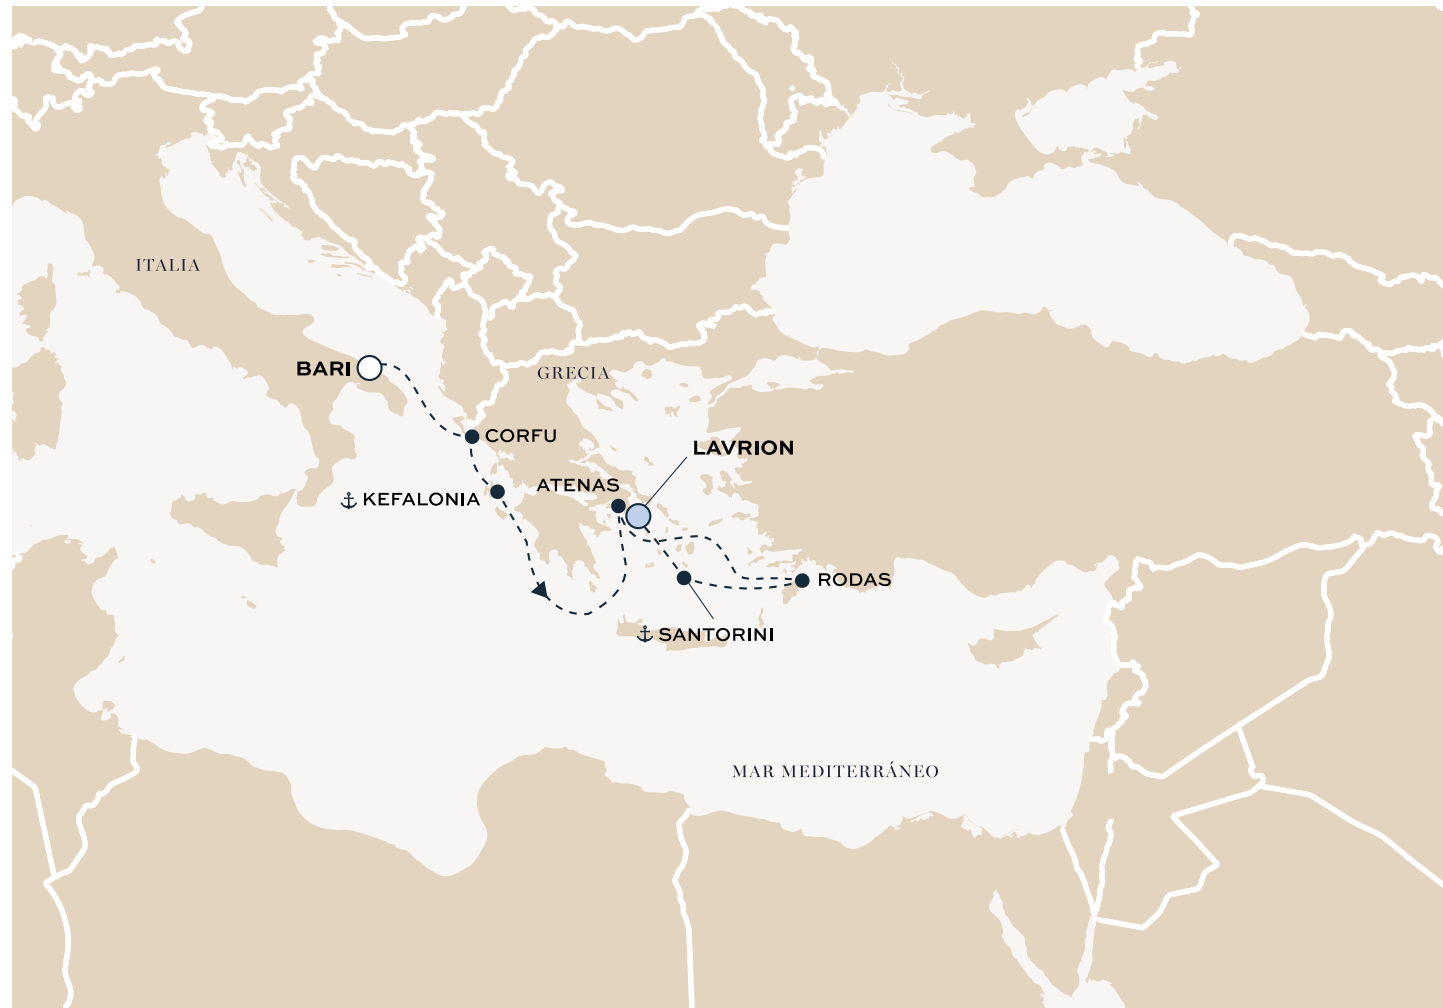 ITALIA
BARI
GRECIA
CORFU
LAVRION
ATENAS
KEFALONIA
RODAS
SANTORINI
MAR MEDITERRÁNEO